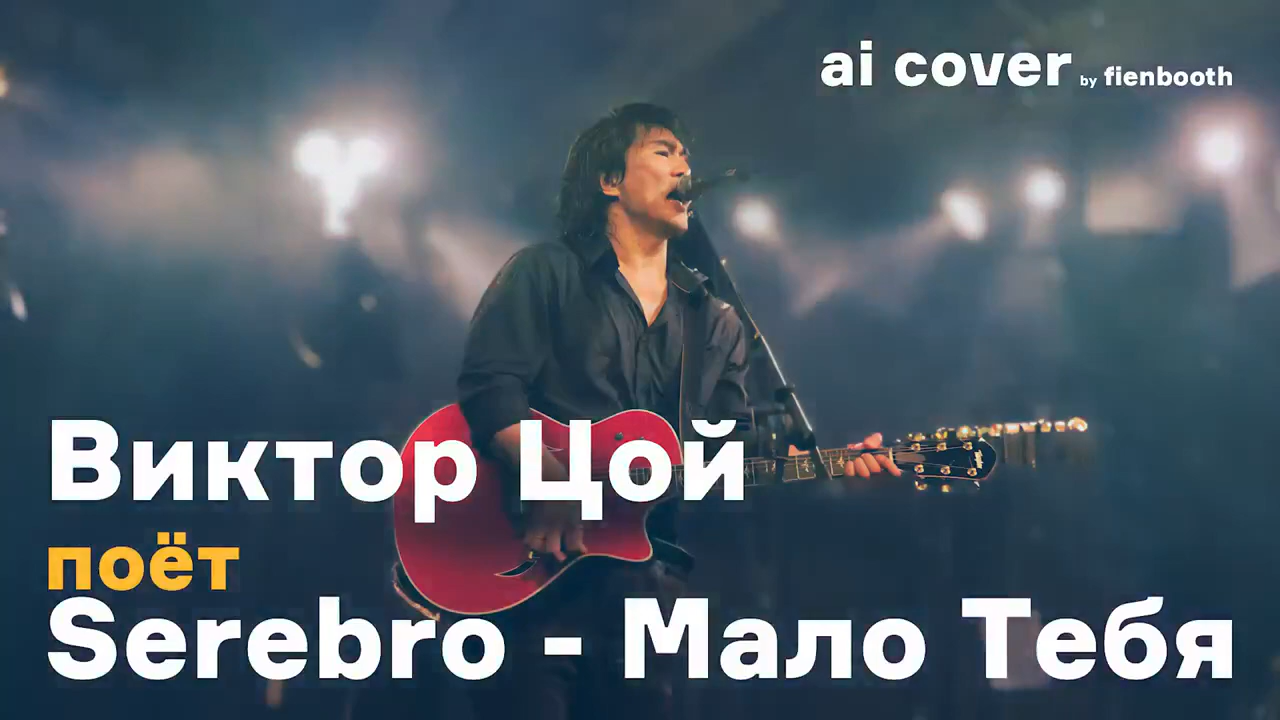 ai cover by fienbooth
Виктор Цой
поёт
Serebro - Мало Тебя